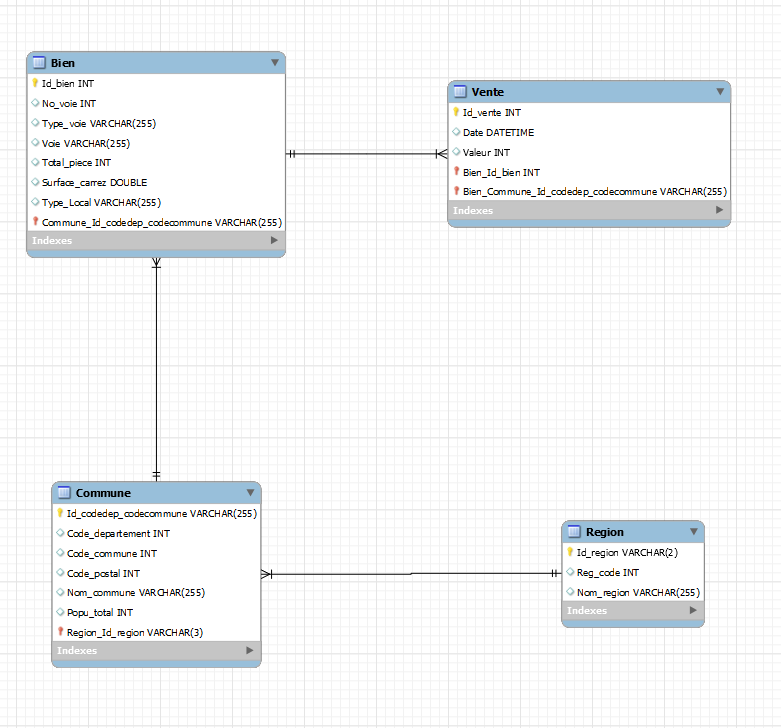 Bien
Id_bien INT
No_voie INT
Type_voie VARCHAR(255)
Voie VARCHAR(255)
Total_piece INT
Surface_carrez DOUBLE
Type_Local VARCHAR(255)
Commune_Id_codedep_codecommune VARCHAR(255)
Indexes
Vente
Id_vente INT
Date DATETIME
Valeur INT
Bien_Id_bien INT
Bien_Commune_Id_codedep_codecommune VARCHAR(255)
Indexes
Commune
Id_codedep_codecommune VARCHAR(255)
Code_departement INT
Code_commune INT
Code_postal INT
Nom_commune VARCHAR(255)
Popu_total INT
Region_Id_region VARCHAR(3)
Indexes
Region
Id_region VARCHAR(2)
Reg_code INT
Nom_region VARCHAR(255)
Indexes